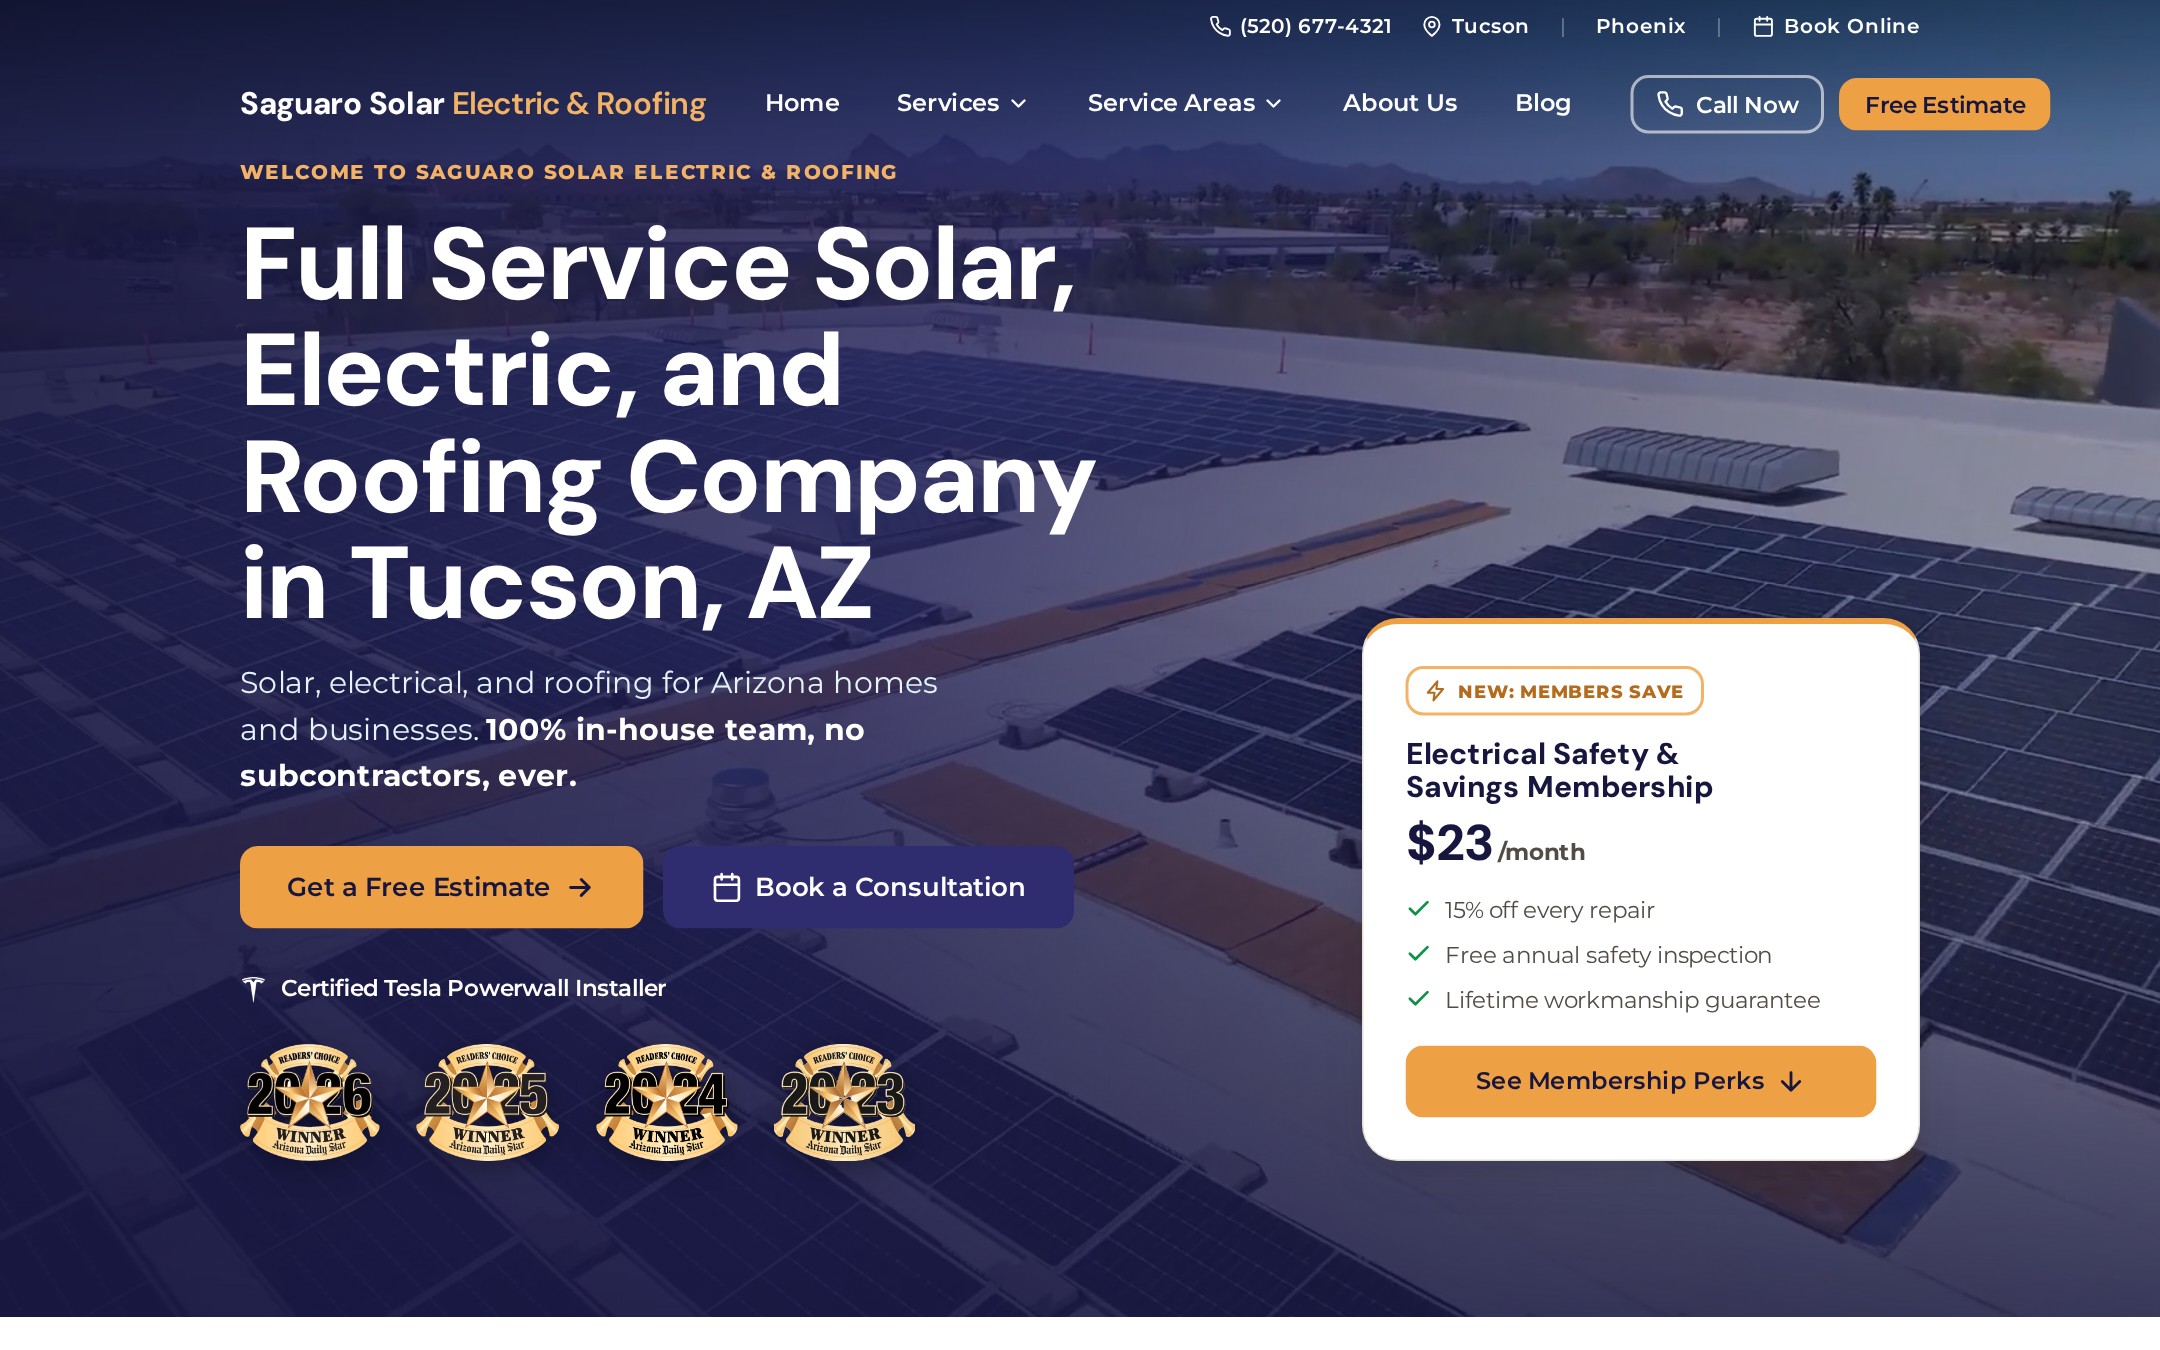 (520) 677-4321 Tucson | Phoenix | Book Online
Saguaro Solar Electric & Roofing Home Services Service Areas About Us Blog Call Now Free Estimate
WELCOME TO SAGUARO SOLAR ELECTRIC & ROOFING
Full Service Solar,
Electric, and
Roofing Company
in Tucson, AZ
Solar, electrical, and roofing for Arizona homes
and businesses. 100% in-house team, no
subcontractors, ever.
Get a Free Estimate
Book a Consultation
Certified Tesla Powerwall Installer
READERS' CHOICE
2026
WINNER
Arizona Daily Star
READERS' CHOICE
2025
WINNER
Arizona Daily Star
READERS' CHOICE
2024
WINNER
Arizona Daily Star
READERS' CHOICE
2023
WINNER
Arizona Daily Star
NEW: MEMBERS SAVE
Electrical Safety &
Savings Membership
$23/month
15% off every repair
Free annual safety inspection
Lifetime workmanship guarantee
See Membership Perks